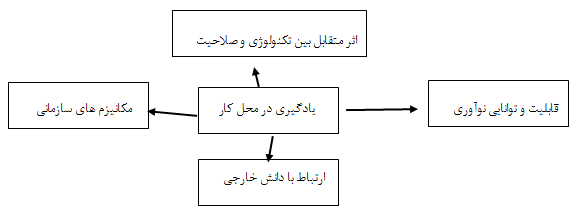 اثر متقابل بین تکنولوژی و صلاحیت
قابلیت و توانایی نوآوری
یادگیری در محل کار
مکانیزم های سازمانی
ارتباط با دانش خارجی